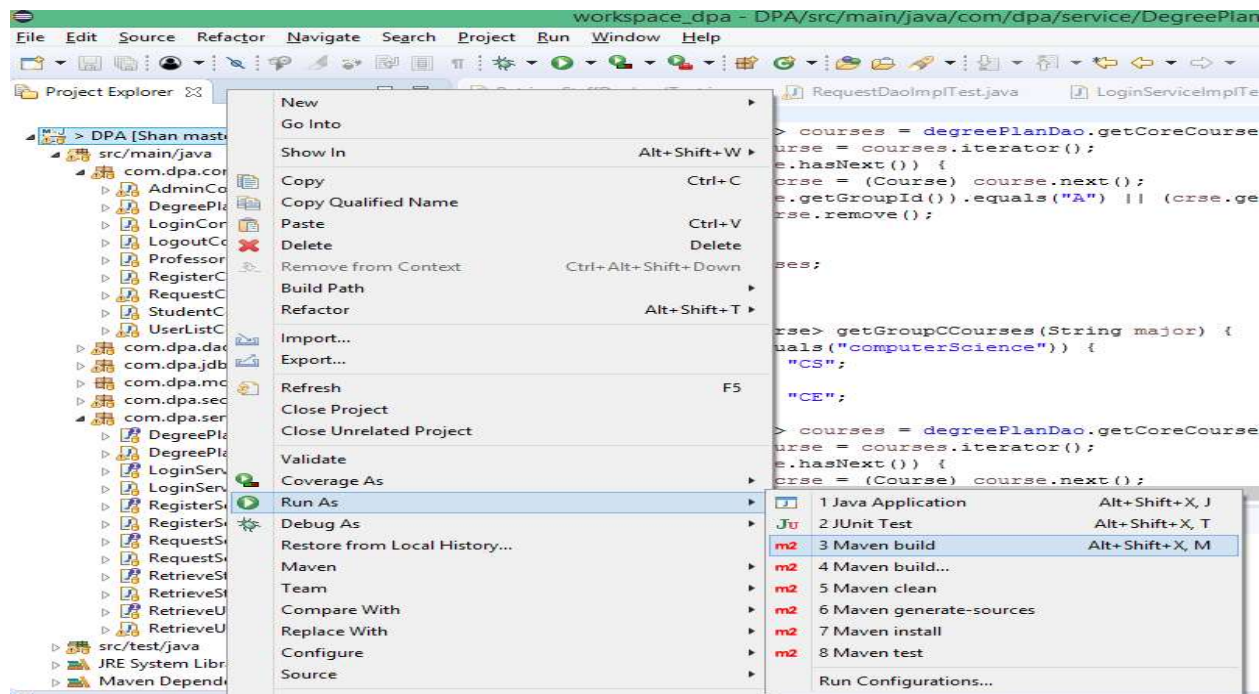 workspace_dpa - DPA/src/main/java/com/dpa/service/DegreePlan
File Edit Source Refactor Navigate Search Project Run Window Help
Project Explorer
RequestDaoImplTest.java
LoginServiceImplTe
> DPA [Shan mast
src/main/java
com.dpa.con
AdminCo
DegreePla
LoginCon
LogoutCo
Professor
RegisterC
RequestC
StudentC
UserListC
com.dpa.dao
com.dpa.jdb
com.dpa.mo
com.dpa.sec
com.dpa.ser
DegreePla
DegreePla
LoginServ
LoginServ
RegisterSe
RegisterSe
RequestSe
RequestSe
RetrieveSt
RetrieveSt
RetrieveU
RetrieveU
src/test/java
JRE System Libr
Maven Depend
New
Go Into
Show In Alt+Shift+W
Copy Ctrl+C
Copy Qualified Name
Paste Ctrl+V
Delete Delete
Remove from Context Ctrl+Alt+Shift+Down
Build Path
Refactor Alt+Shift+T
Import...
Export...
Refresh F5
Close Project
Close Unrelated Project
Validate
Coverage As
Run As
Debug As
Restore from Local History...
Maven
Team
Compare With
Replace With
Configure
Source
1 Java Application Alt+Shift+X, J
2 JUnit Test Alt+Shift+X, T
3 Maven build Alt+Shift+X, M
4 Maven build...
5 Maven clean
6 Maven generate-sources
7 Maven install
8 Maven test
Run Configurations...
> courses = degreePlanDao.getCoreCourse
urse = courses.iterator();
e.hasNext()) {
crse = (Course) course.next();
e.getGroupId()).equals("A") || (crse.ge
rse.remove();
ses;
rse> getGroupCCourses(String major) {
uals("computerScience")) {
"CS";
"CE";
> courses = degreePlanDao.getCoreCourse
urse = courses.iterator();
e.hasNext()) {
crse = (Course) course.next();